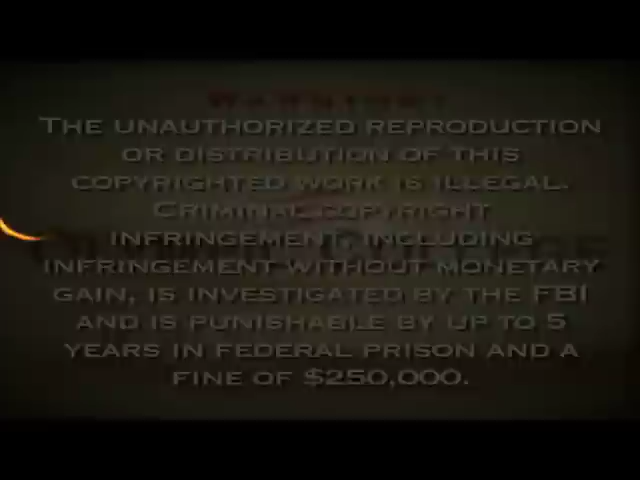 WARNING!
THE UNAUTHORIZED REPRODUCTION
OR DISTRIBUTION OF THIS
COPYRIGHTED WORK IS ILLEGAL.
CRIMINAL COPYRIGHT
INFRINGEMENT, INCLUDING
INFRINGEMENT WITHOUT MONETARY
GAIN, IS INVESTIGATED BY THE FBI
AND IS PUNISHABLE BY UP TO 5
YEARS IN FEDERAL PRISON AND A
FINE OF $250,000.